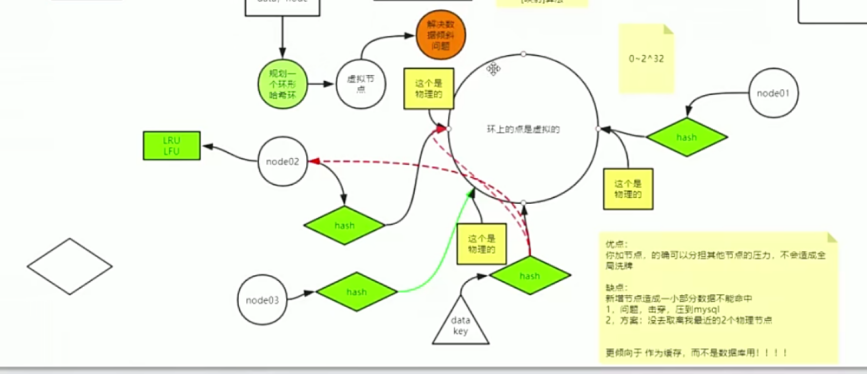 解决数
据倾斜
问题
规划一
个环形
哈希环
虚拟节
点
这个是
物理的
0~2^32
node01
环上的点是虚拟的
hash
LRU
LFU
node02
这个是
物理的
hash
这个是
物理的
hash
node03
hash
data
key
优点：
你加节点，的确可以分担其他节点的压力，不会造成全
局洗牌
缺点：
新增节点造成一小部分数据不能命中
1，问题，击穿，压到mysql
2，方案：没去取离我最近的2个物理节点
更倾向于 作为缓存，而不是数据库用！！！！